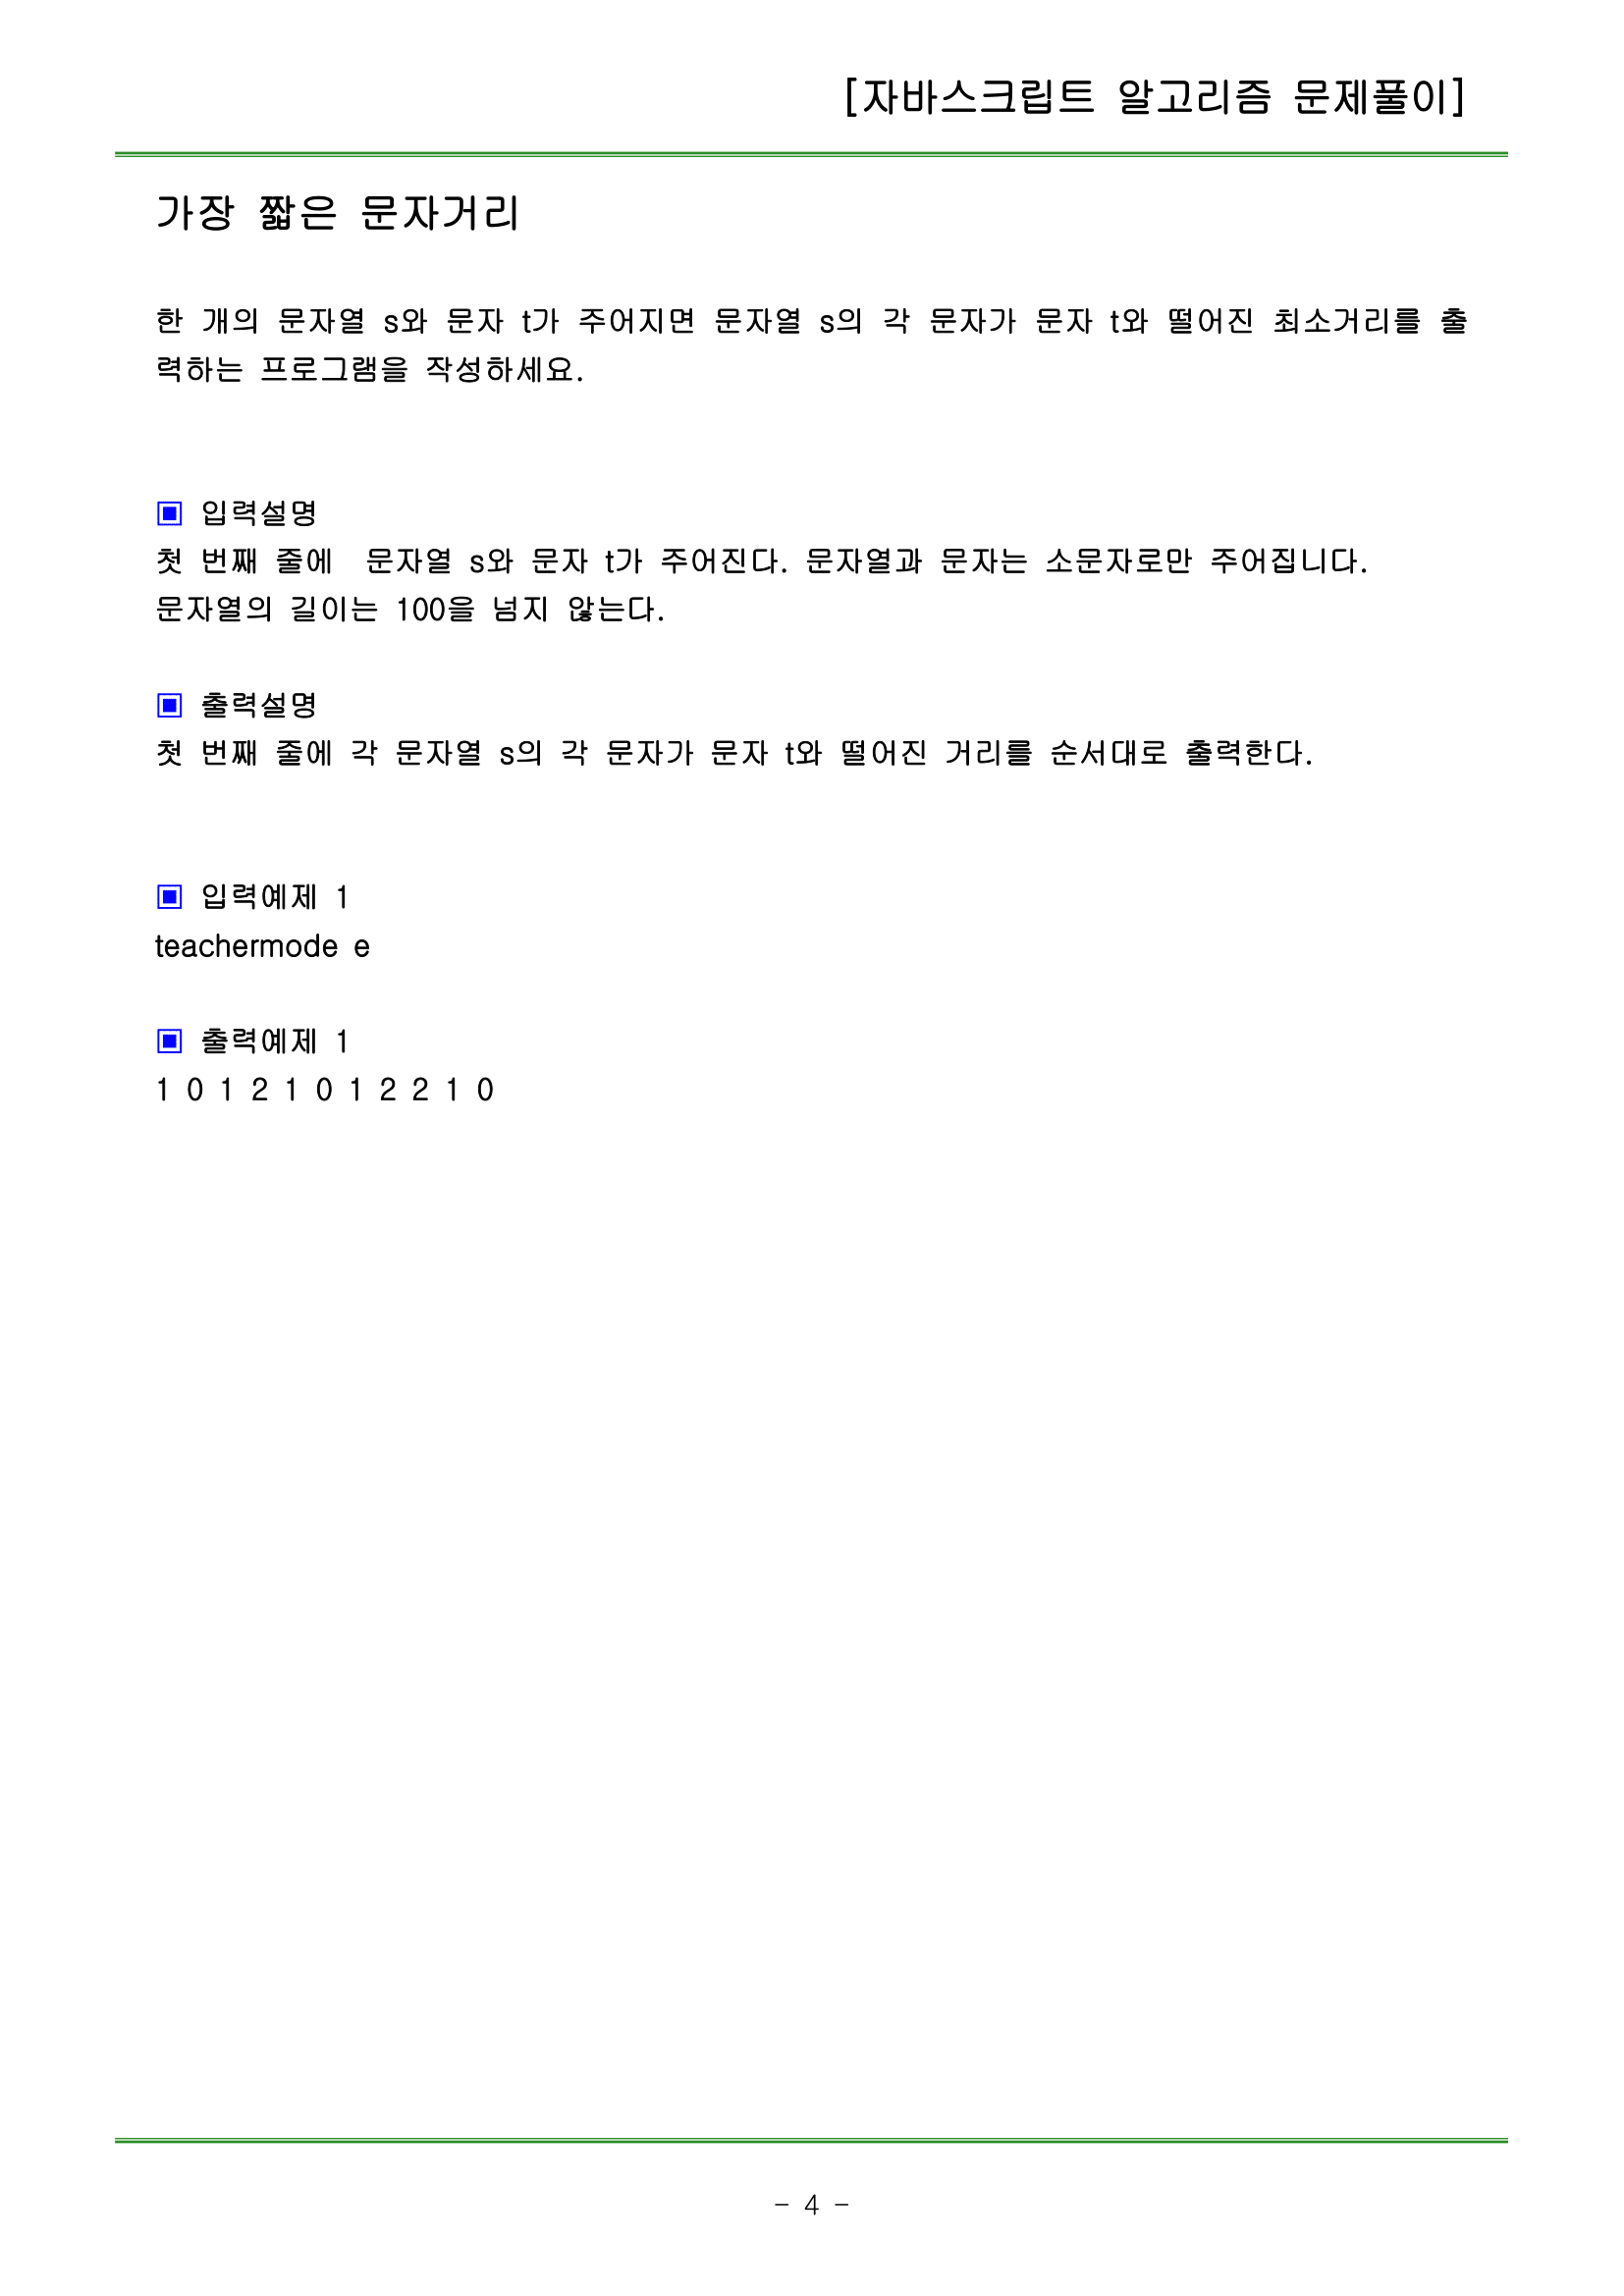 [자바스크립트 알고리즘 문제풀이]
가장 짧은 문자거리
한 개의 문자열 s와 문자 t가 주어지면 문자열 s의 각 문자가 문자 t와 떨어진 최소거리를 출
력하는 프로그램을 작성하세요.
▣ 입력설명
첫 번째 줄에 문자열 s와 문자 t가 주어진다. 문자열과 문자는 소문자로만 주어집니다.
문자열의 길이는 100을 넘지 않는다.
▣ 출력설명
첫 번째 줄에 각 문자열 s의 각 문자가 문자 t와 떨어진 거리를 순서대로 출력한다.
▣ 입력예제 1
teachermode e
▣ 출력예제 1
1 0 1 2 1 0 1 2 2 1 0
- 4 -